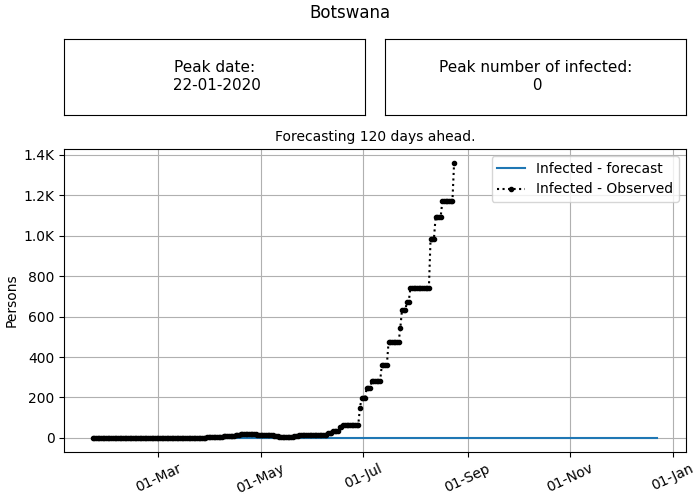 Botswana
Peak date:
22-01-2020
Peak number of infected:
0
Forecasting 120 days ahead.
1.4K
1.2K
1.0K
800
600
400
200
0
Persons
Infected - forecast
Infected - Observed
01-Mar
01-May
01-Jul
01-Sep
01-Nov
01-Jan